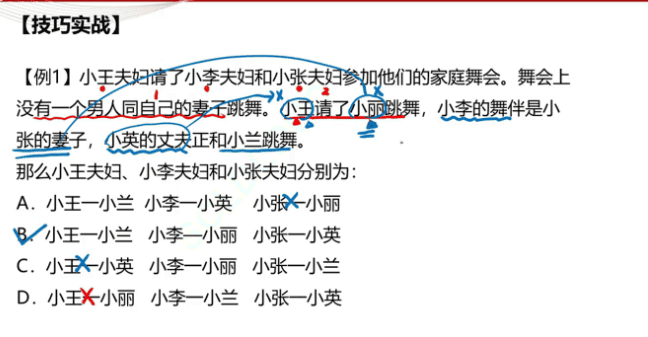 【技巧实战】
【例1】小王夫妇请了小李夫妇和小张夫妇参加他们的家庭舞会。舞会上
没有一个男人同自己的妻子跳舞。小王请了小丽跳舞，小李的舞伴是小
张的妻子，小英的丈夫正和小兰跳舞。
那么小王夫妇、小李夫妇和小张夫妇分别为：
A．小王一小兰 小李一小英 小张一小丽
B．小王一小兰 小李—小丽 小张一小英
C．小王一小英 小李一小丽 小张一小兰
D．小王一小丽 小李一小兰 小张一小英